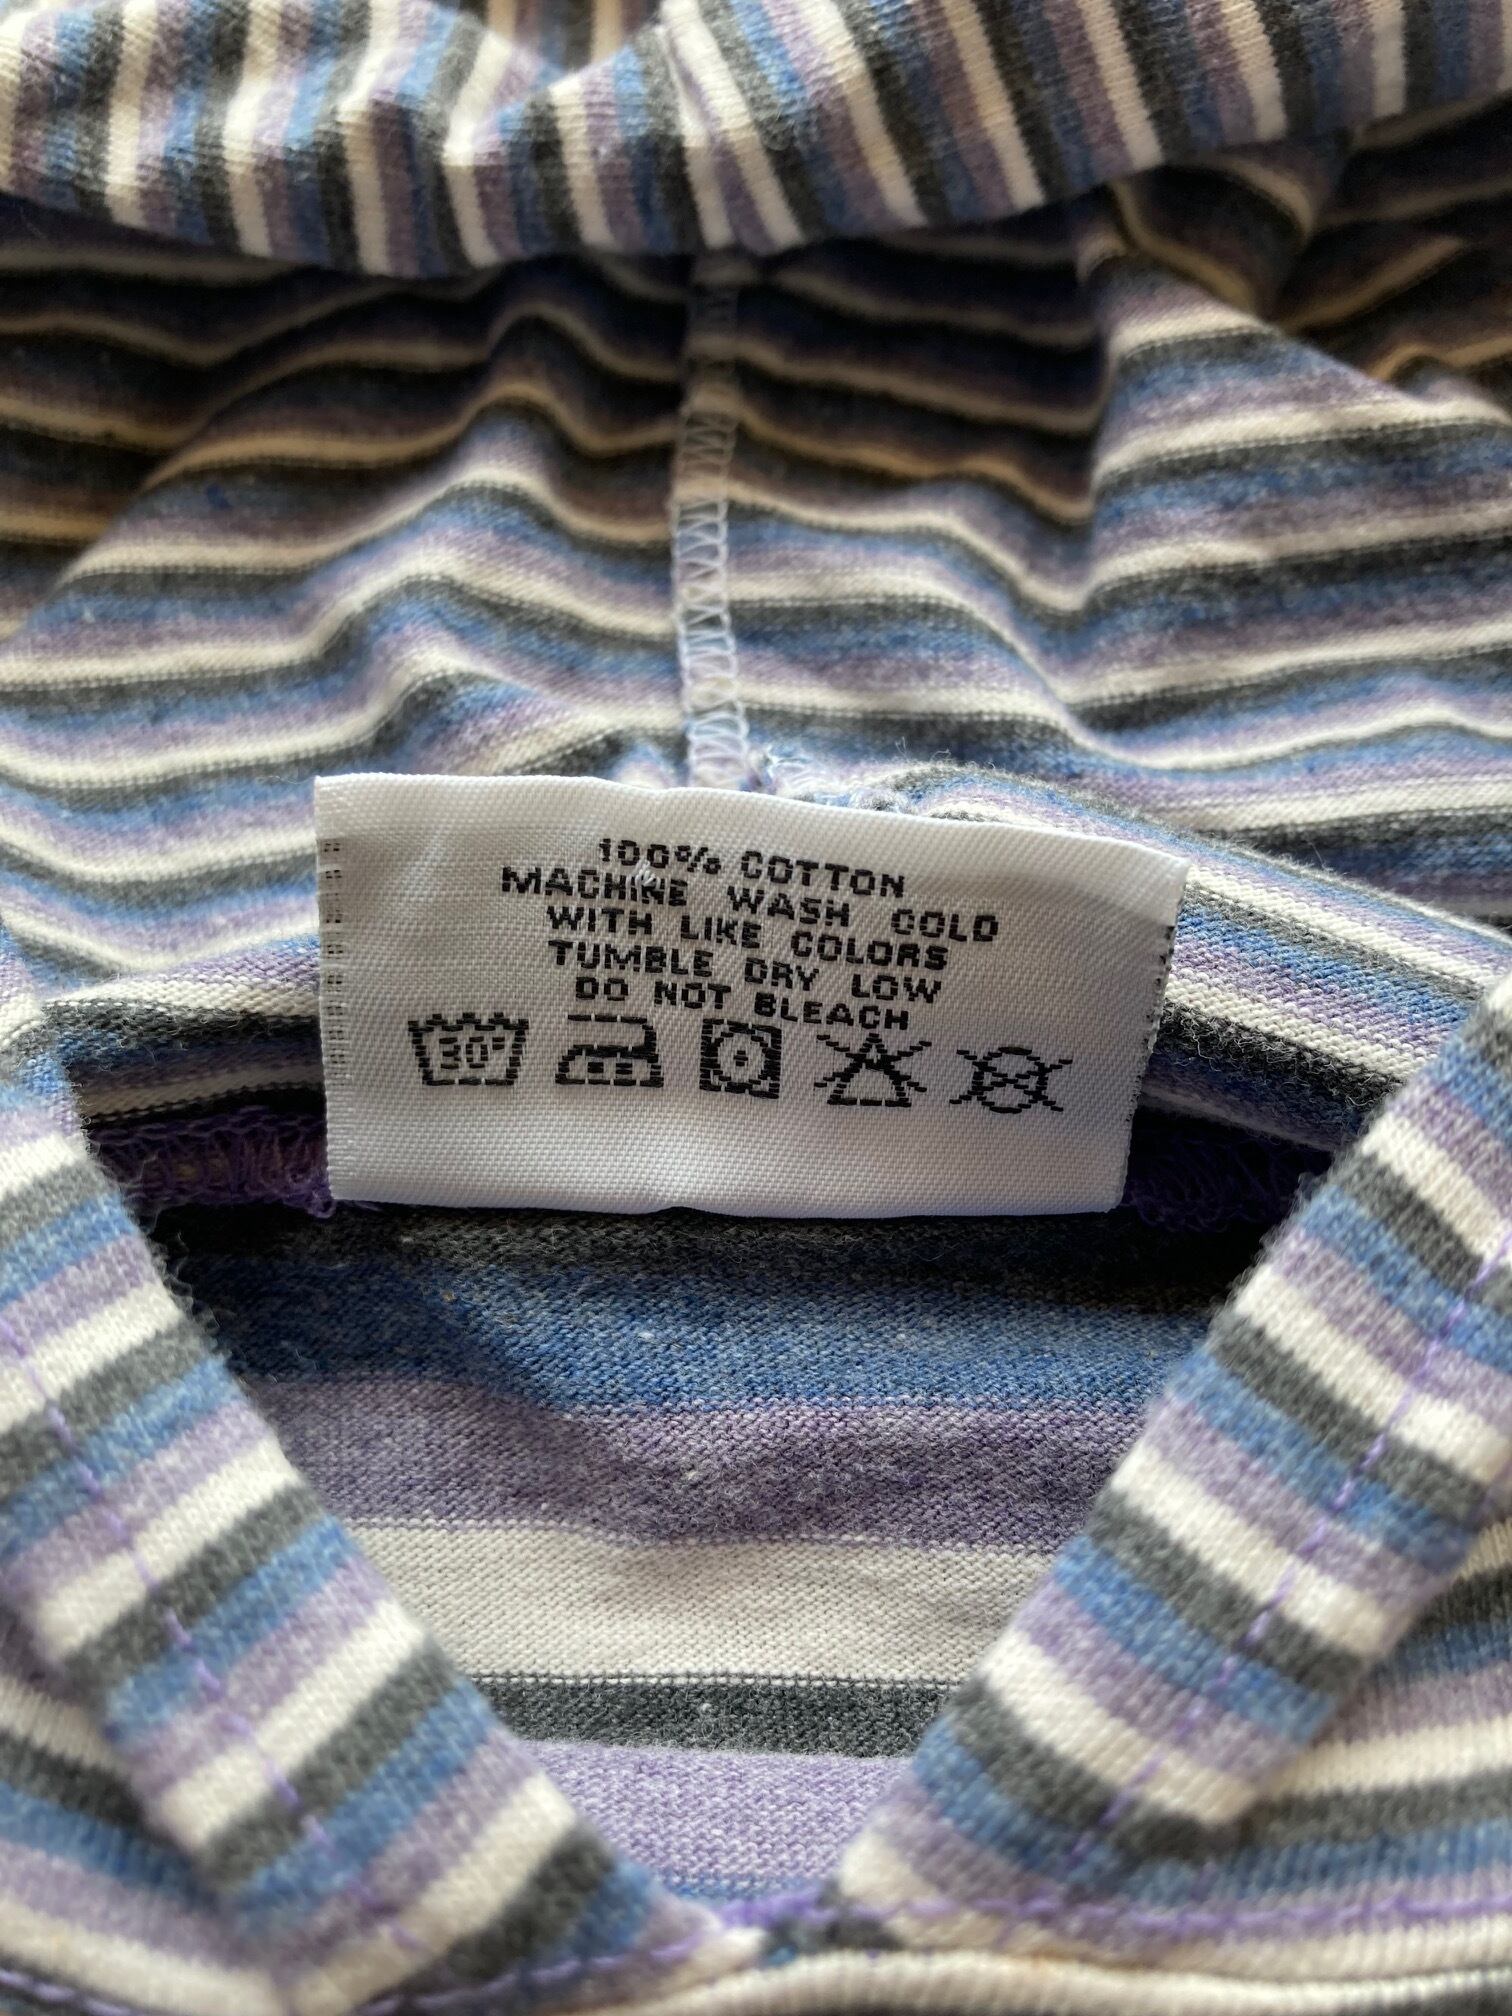 100% COTTON
MACHINE WASH COLD
WITH LIKE COLORS
TUMBLE DRY LOW
DO NOT BLEACH
30°